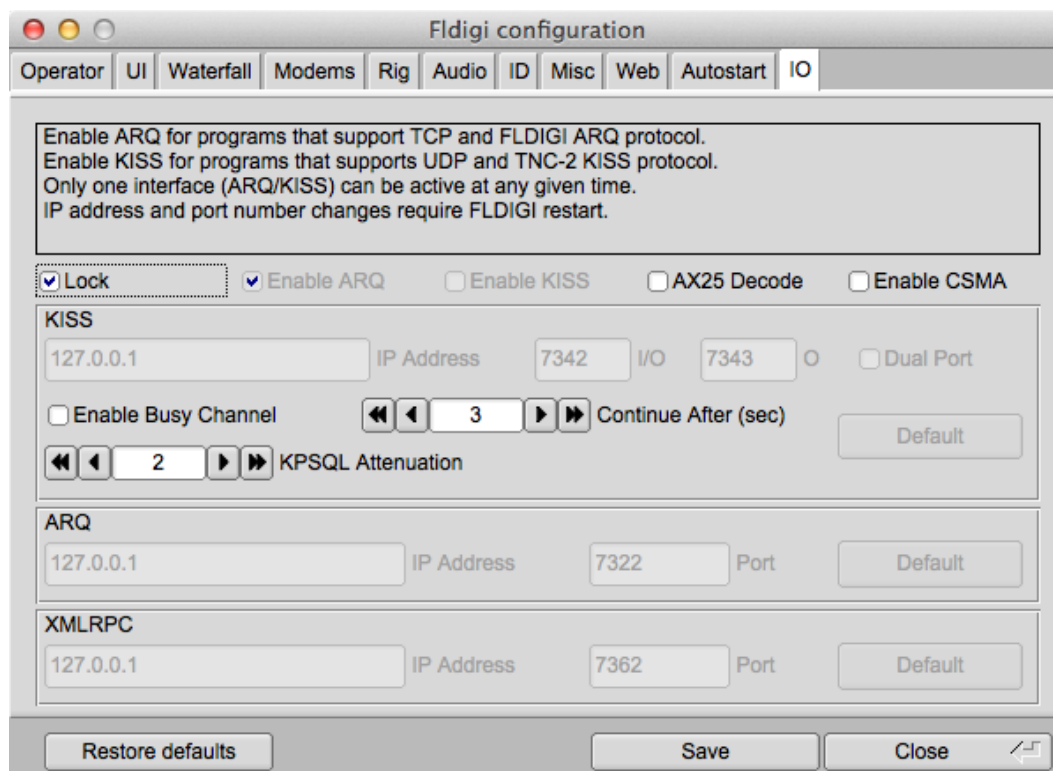 Fldigi configuration
Operator UI Waterfall Modems Rig Audio ID Misc Web Autostart IO
Enable ARQ for programs that support TCP and FLDIGI ARQ protocol.
Enable KISS for programs that supports UDP and TNC-2 KISS protocol.
Only one interface (ARQ/KISS) can be active at any given time.
IP address and port number changes require FLDIGI restart.
Lock Enable ARQ Enable KISS AX25 Decode Enable CSMA
KISS
127.0.0.1 IP Address 7342 I/O 7343 O Dual Port
Enable Busy Channel 3 Continue After (sec)
Default
2 KPSQL Attenuation
ARQ
127.0.0.1 IP Address 7322 Port Default
XMLRPC
127.0.0.1 IP Address 7362 Port Default
Restore defaults Save Close